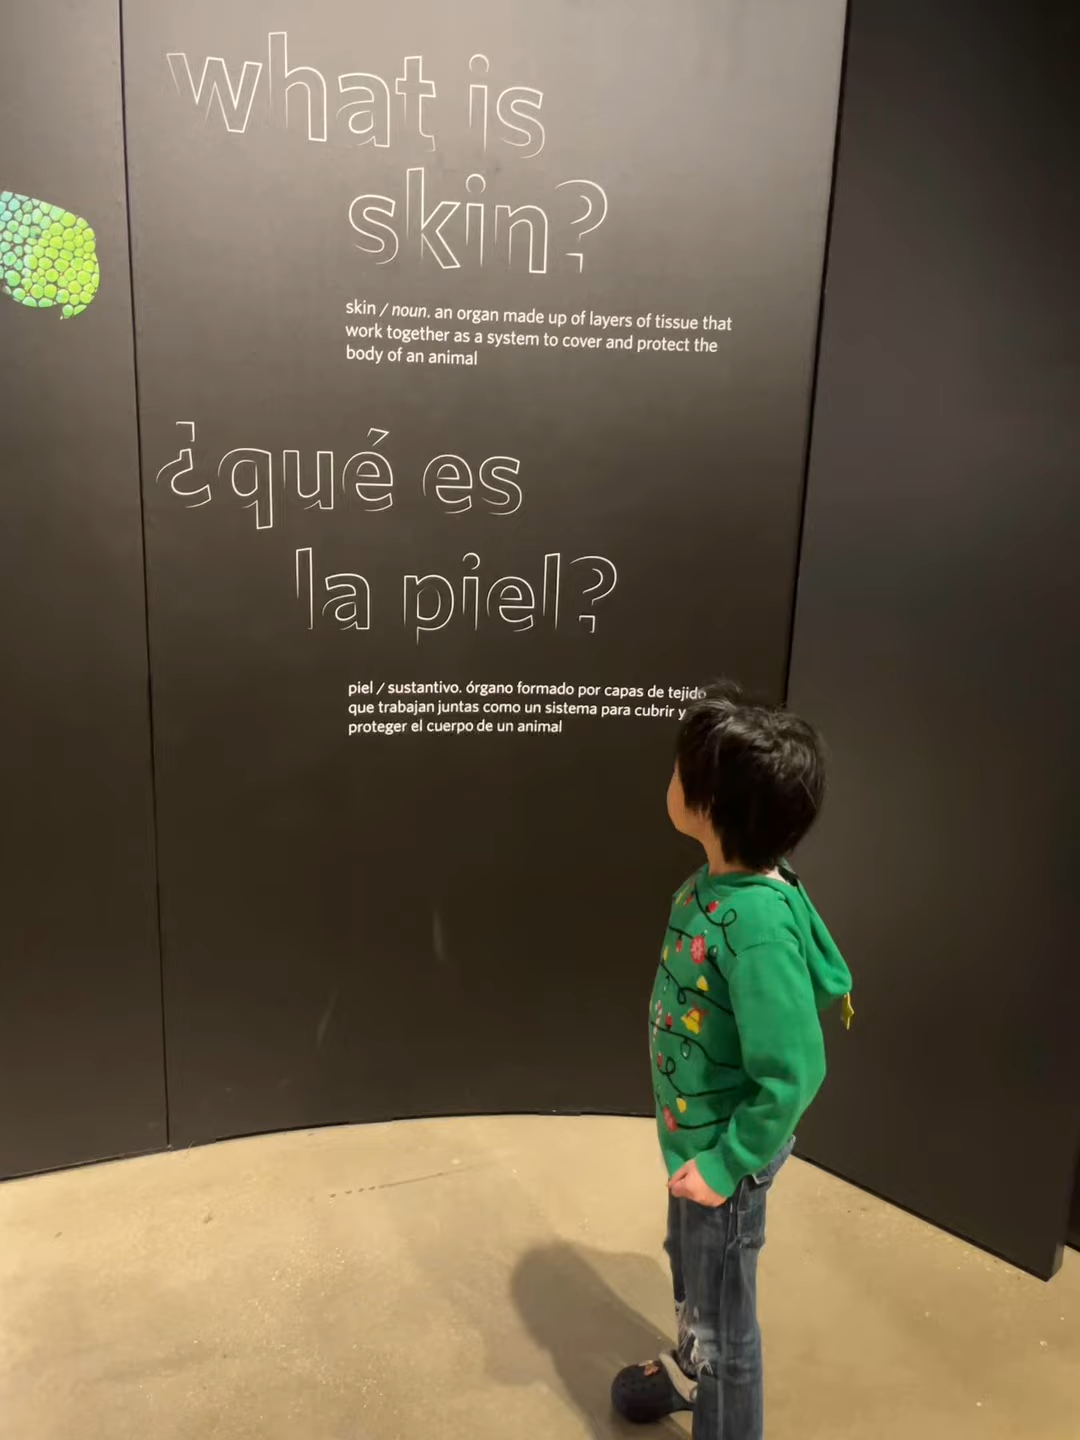 what is
skin?
skin / noun. an organ made up of layers of tissue that
work together as a system to cover and protect the
body of an animal
¿qué es
la piel?
piel / sustantivo. órgano formado por capas de tejido
que trabajan juntas como un sistema para cubrir y
proteger el cuerpo de un animal